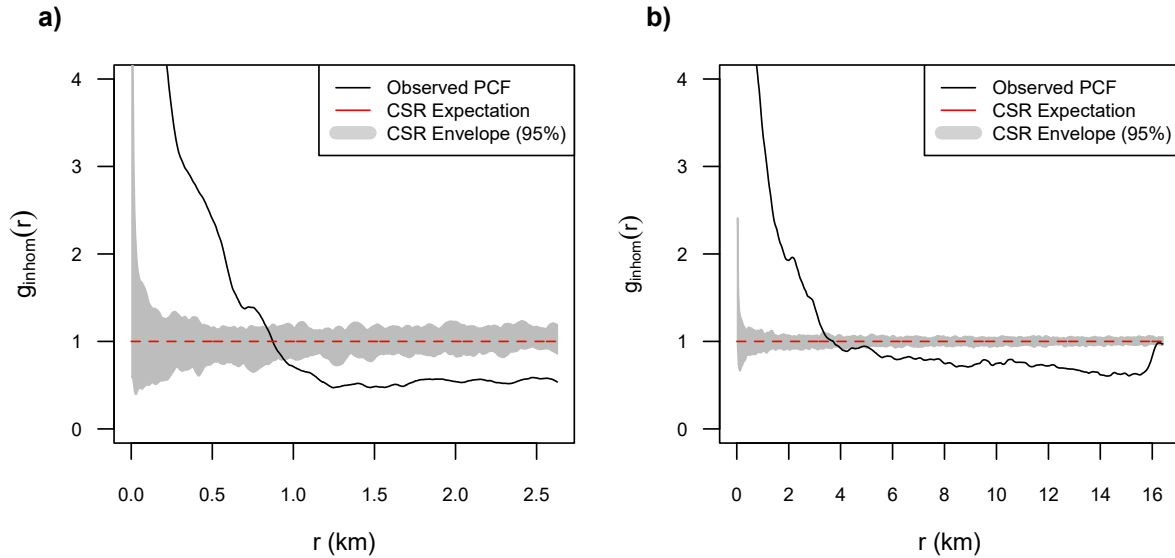 a)
4
3
2
1
0
g_inhom(r)
Observed PCF
CSR Expectation
CSR Envelope (95%)
0.0 0.5 1.0 1.5 2.0 2.5
r (km)
b)
4
3
2
1
0
g_inhom(r)
Observed PCF
CSR Expectation
CSR Envelope (95%)
0 2 4 6 8 10 12 14 16
r (km)